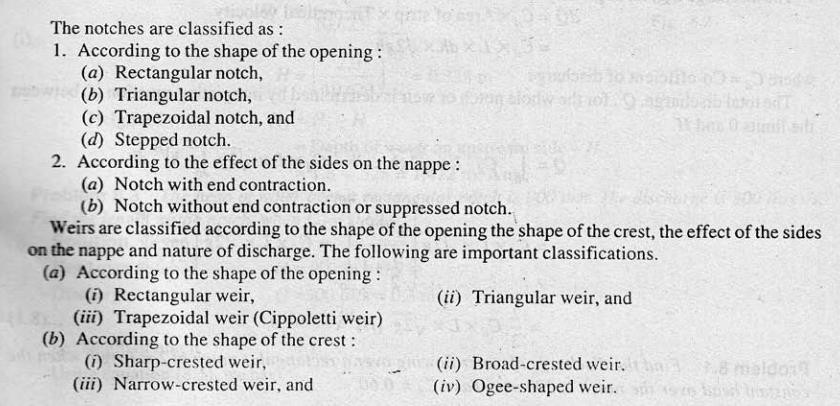 The notches are classified as :
1. According to the shape of the opening :
(a) Rectangular notch,
(b) Triangular notch,
(c) Trapezoidal notch, and
(d) Stepped notch.
2. According to the effect of the sides on the nappe :
(a) Notch with end contraction.
(b) Notch without end contraction or suppressed notch.
Weirs are classified according to the shape of the opening the shape of the crest, the effect of the sides
on the nappe and nature of discharge. The following are important classifications.
(a) According to the shape of the opening :
(i) Rectangular weir, (ii) Triangular weir, and
(iii) Trapezoidal weir (Cippoletti weir)
(b) According to the shape of the crest :
(i) Sharp-crested weir, (ii) Broad-crested weir.
(iii) Narrow-crested weir, and (iv) Ogee-shaped weir.